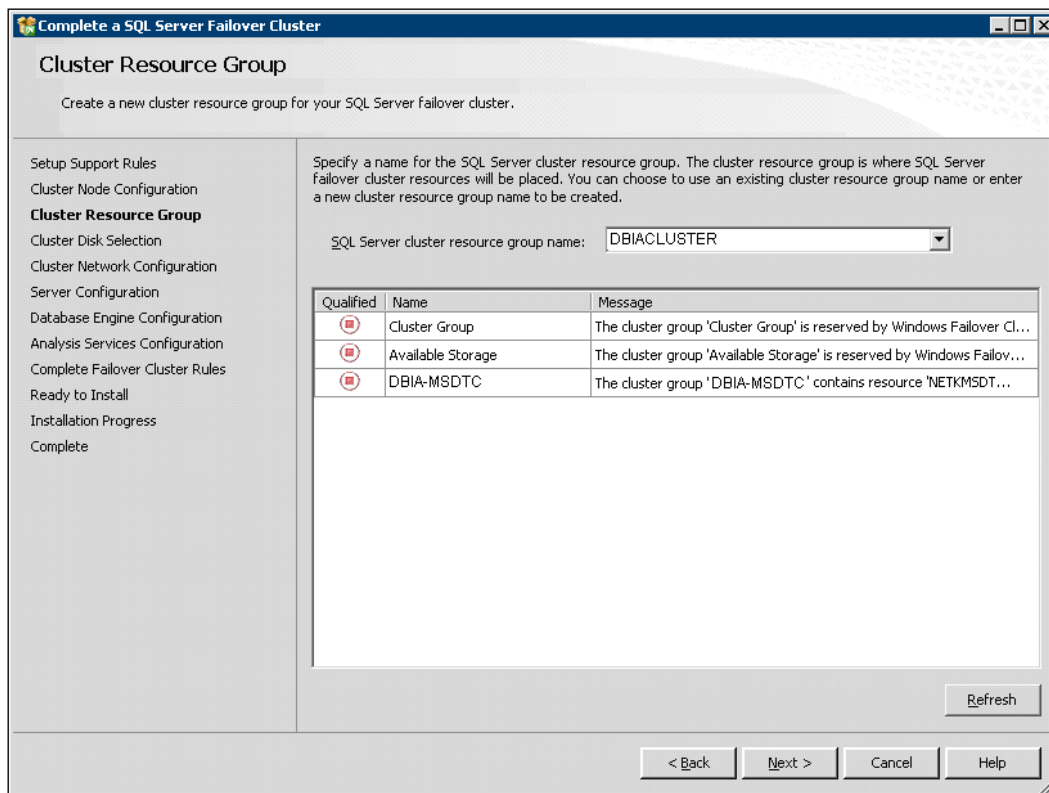 Complete a SQL Server Failover Cluster
Cluster Resource Group
Create a new cluster resource group for your SQL Server failover cluster.
Setup Support Rules
Cluster Node Configuration
Cluster Resource Group
Cluster Disk Selection
Cluster Network Configuration
Server Configuration
Database Engine Configuration
Analysis Services Configuration
Complete Failover Cluster Rules
Ready to Install
Installation Progress
Complete
Specify a name for the SQL Server cluster resource group. The cluster resource group is where SQL Server
failover cluster resources will be placed. You can choose to use an existing cluster resource group name or enter
a new cluster resource group name to be created.
SQL Server cluster resource group name: DBIACLUSTER
Qualified Name Message
Cluster Group The cluster group 'Cluster Group' is reserved by Windows Failover Cl...
Available Storage The cluster group 'Available Storage' is reserved by Windows Failov...
DBIA-MSDTC The cluster group 'DBIA-MSDTC' contains resource 'NETKMSDT...
Refresh
< Back Next > Cancel Help